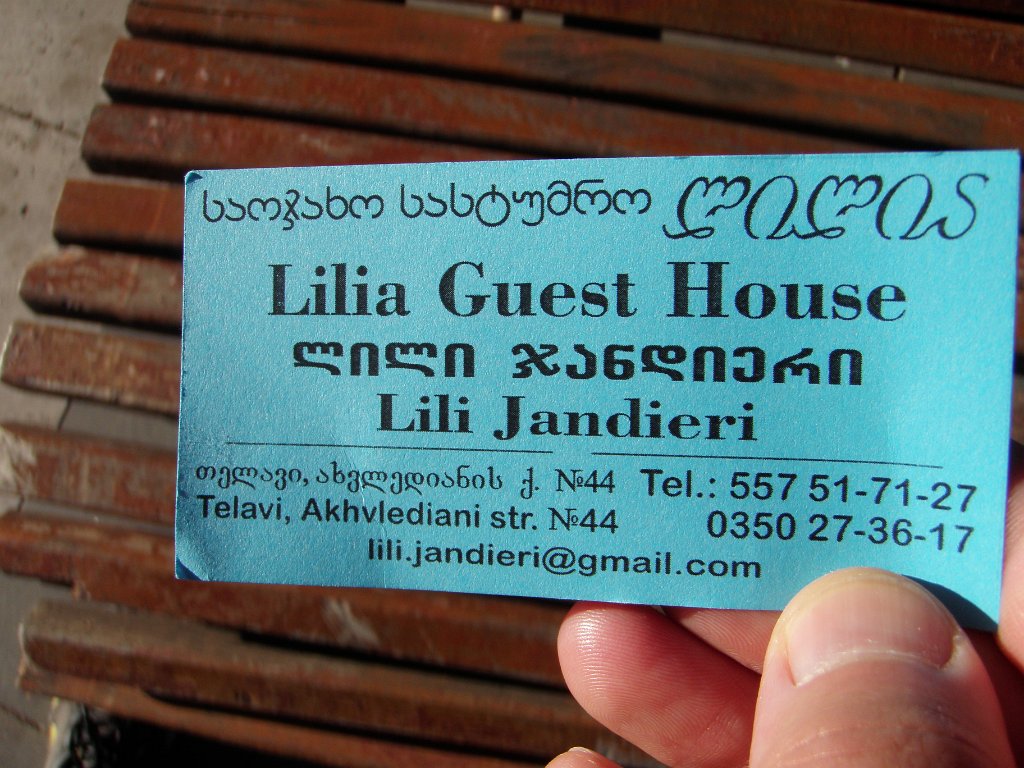 საოჯახო სასტუმრო ლილია
Lilia Guest House
ლილი ჯანდიერი
Lili Jandieri
თელავი, ახვლედიანის ქ. №44
Telavi, Akhvlediani str. №44
Tel.: 557 51-71-27
0350 27-36-17
lili.jandieri@gmail.com